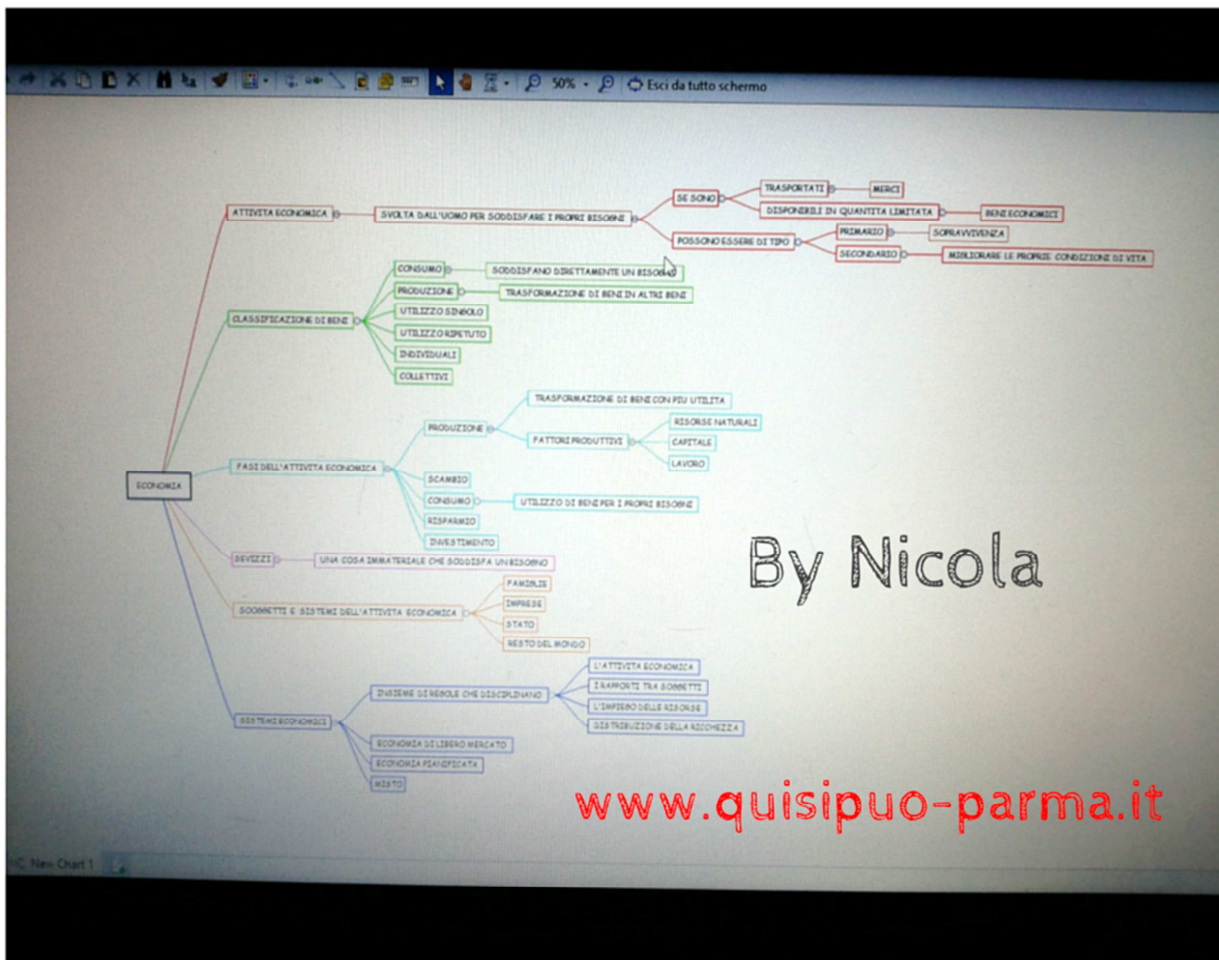 50%
Esci da tutto schermo
ECONOMIA
ATTIVITA ECONOMICA
SVOLTA DALL'UOMO PER SODDISFARE I PROPRI BISOGNI
SE SONO
TRASPORTATI
MERCI
DISPONIBILI IN QUANTITA LIMITATA
BENI ECONOMICI
POSSONO ESSERE DI TIPO
PRIMARIO
SOPRAVVIVENZA
SECONDARIO
MIGLIORARE LE PROPRIE CONDIZIONI DI VITA
CLASSIFICAZIONE DI BENI
CONSUMO
SODDISFANO DIRETTAMENTE UN BISOGNO
PRODUZIONE
TRASFORMAZIONE DI BENI IN ALTRI BENI
UTILIZZO SINGOLO
UTILIZZO RIPETUTO
INDIVIDUALI
COLLETTIVI
FASI DELL'ATTIVITA ECONOMICA
PRODUZIONE
TRASFORMAZIONE DI BENI CON PIU UTILITA
FATTORI PRODUTTIVI
RISORSE NATURALI
CAPITALE
LAVORO
SCAMBIO
CONSUMO
UTILIZZO DI BENI PER I PROPRI BISOGNI
RISPARMIO
INVESTIMENTO
SEVIZZI
UNA COSA IMMATERIALE CHE SODDISFA UN BISOGNO
SOGGETTI E SISTEMI DELL'ATTIVITA ECONOMICA
FAMIGLIE
IMPRESE
STATO
RESTO DEL MONDO
SISTEMI ECONOMICI
INSIEME DI REGOLE CHE DISCIPLINANO
L'ATTIVITA ECONOMICA
I RAPPORTI TRA SOGGETTI
L'IMPIEGO DELLE RISORSE
DISTRIBUZIONE DELLA RICCHEZZA
ECONOMIA DI LIBERO MERCATO
ECONOMIA PIANIFICATA
MISTO
By Nicola
www.quisipuo-parma.it
New Chart 1